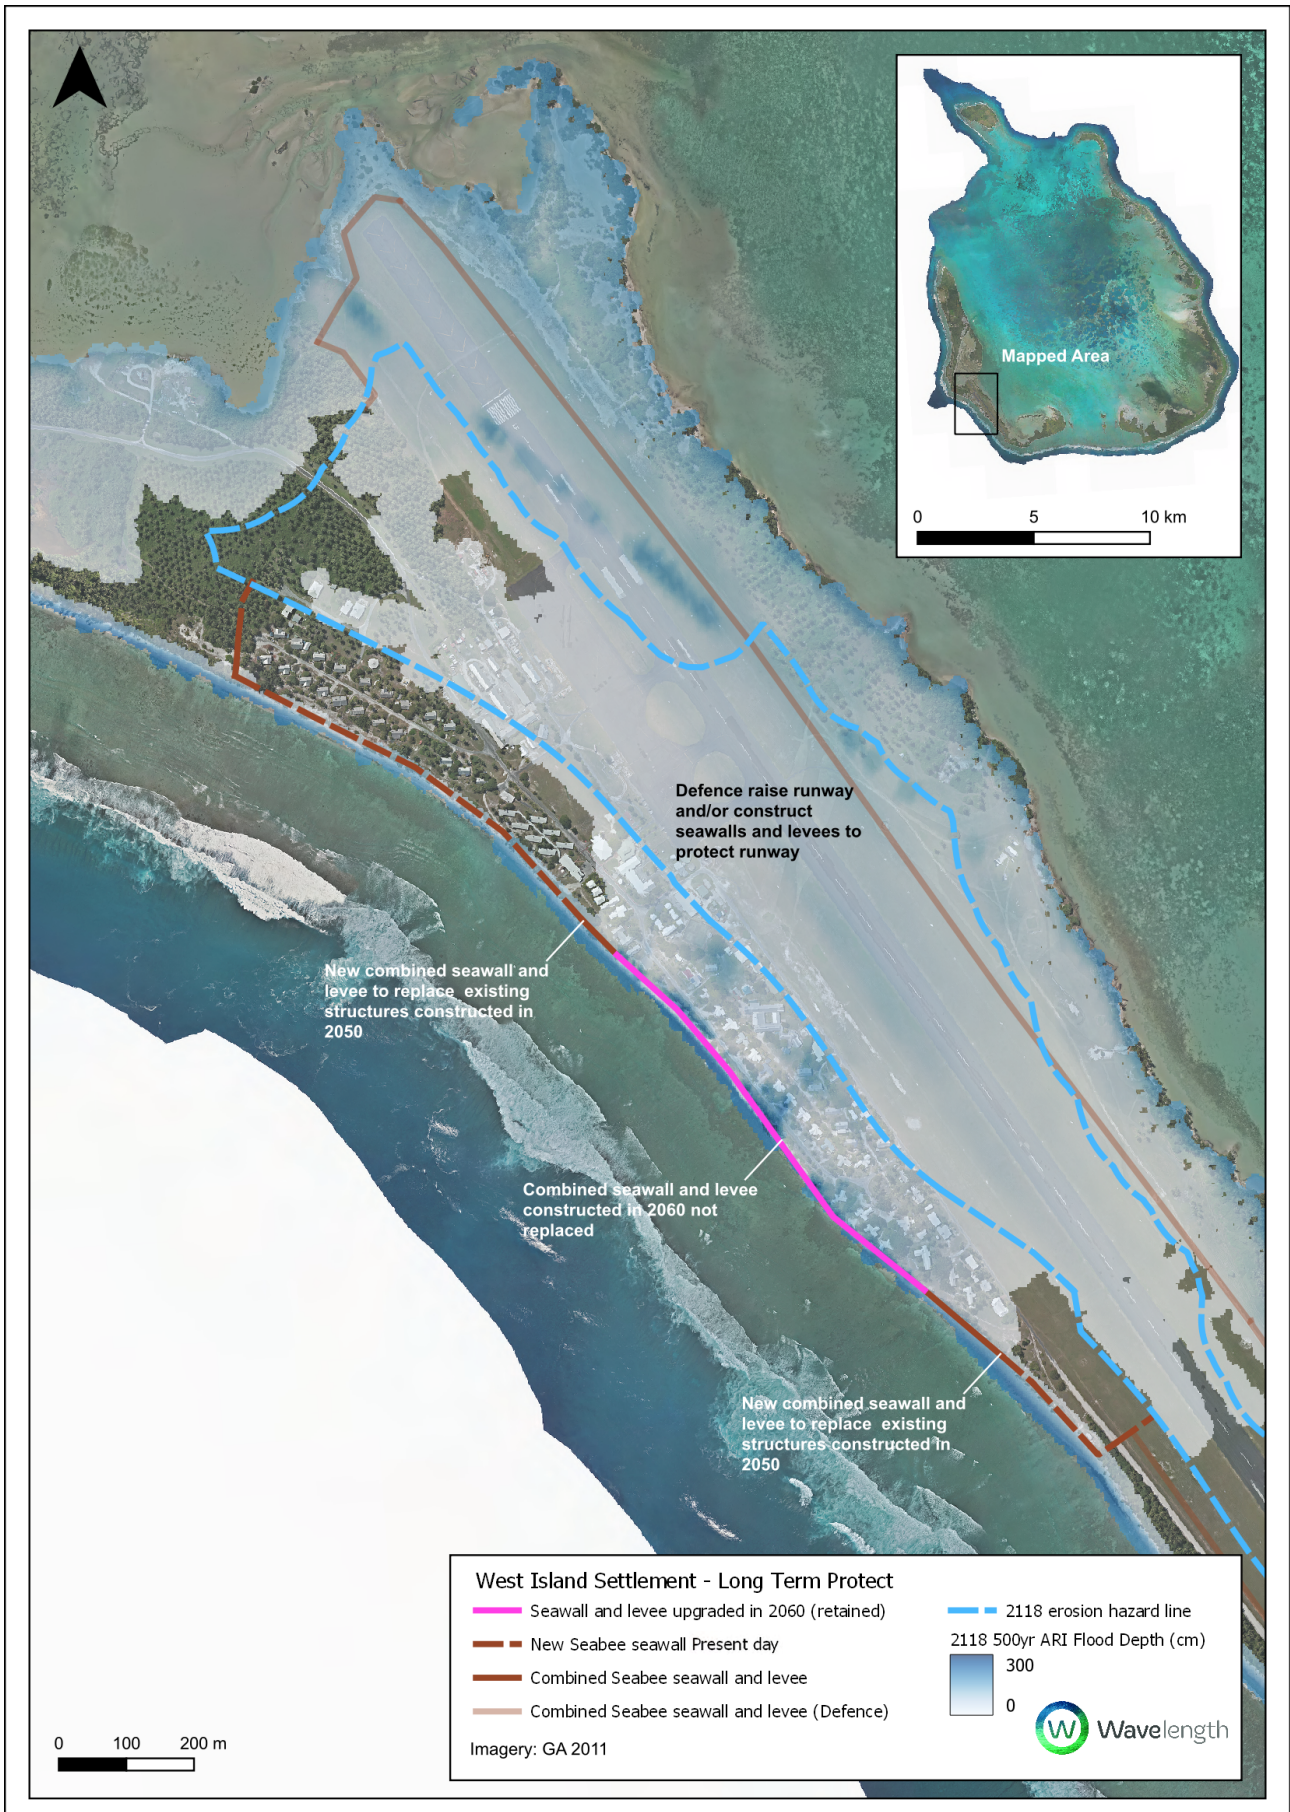 Mapped Area
0 5 10 km
Defence raise runway
and/or construct
seawalls and levees to
protect runway
New combined seawall and
levee to replace existing
structures constructed in
2050
Combined seawall and levee
constructed in 2060 not
replaced
New combined seawall and
levee to replace existing
structures constructed in
2050
West Island Settlement - Long Term Protect
Seawall and levee upgraded in 2060 (retained)
New Seabee seawall Present day
Combined Seabee seawall and levee
Combined Seabee seawall and levee (Defence)
Imagery: GA 2011
2118 erosion hazard line
2118 500yr ARI Flood Depth (cm)
300
0
W Wavelength
0 100 200 m